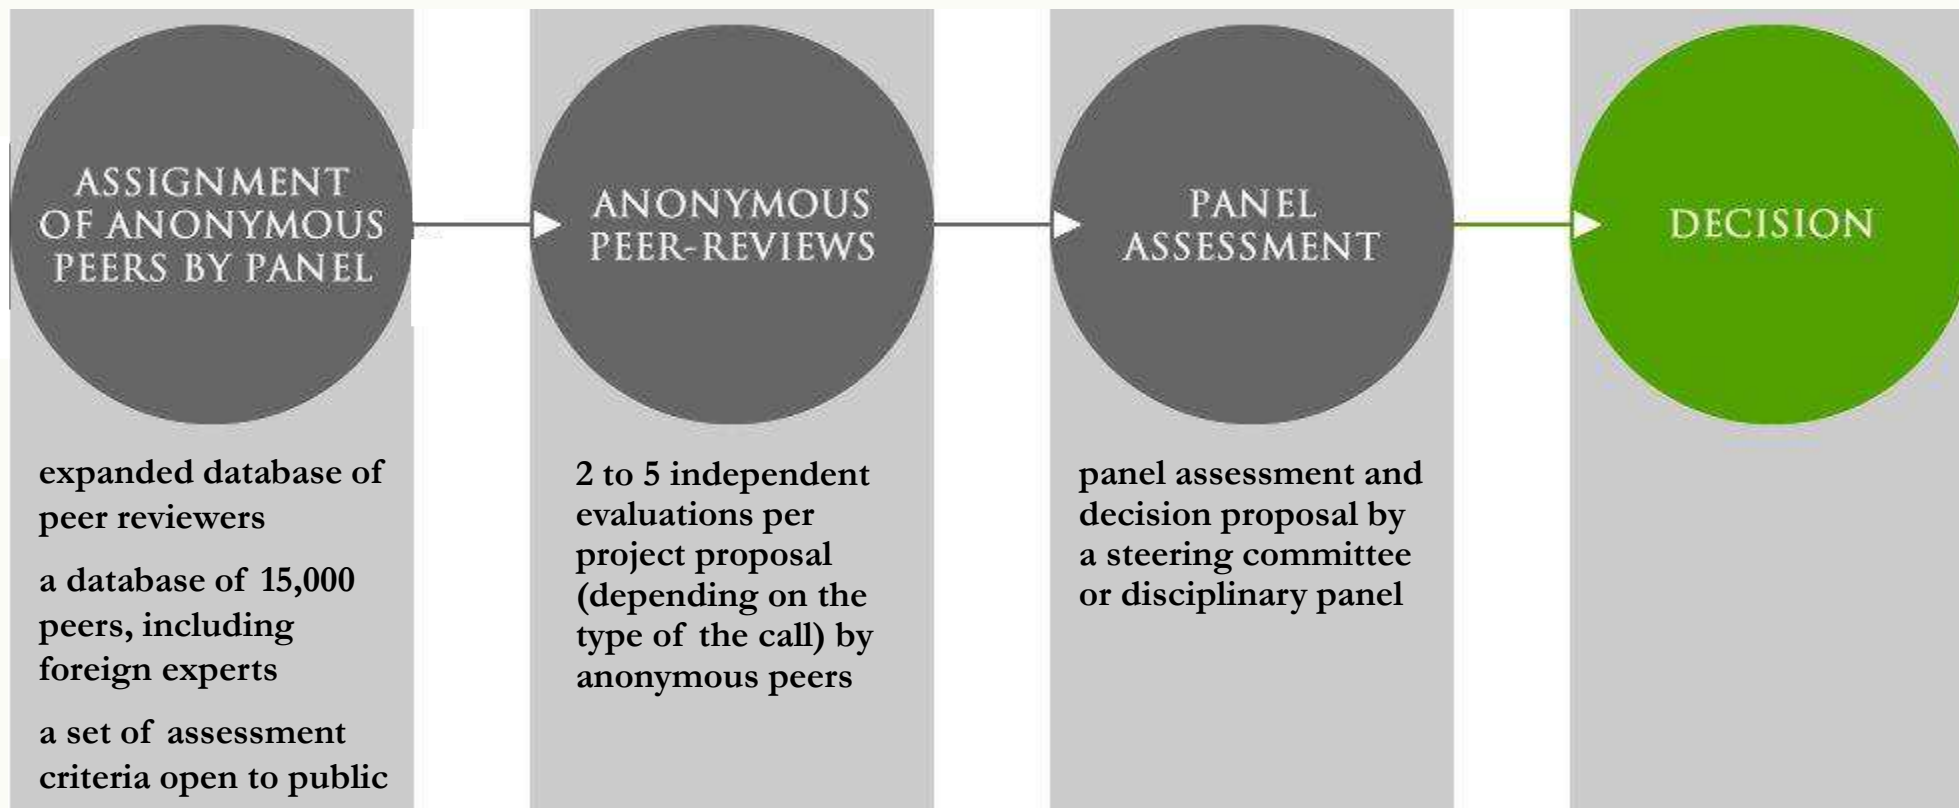 ASSIGNMENT
OF ANONYMOUS
PEERS BY PANEL
expanded database of
peer reviewers
a database of 15,000
peers, including
foreign experts
a set of assessment
criteria open to public
ANONYMOUS
PEER-REVIEWS
2 to 5 independent
evaluations per
project proposal
(depending on the
type of the call) by
anonymous peers
PANEL
ASSESSMENT
panel assessment and
decision proposal by
a steering committee
or disciplinary panel
DECISION